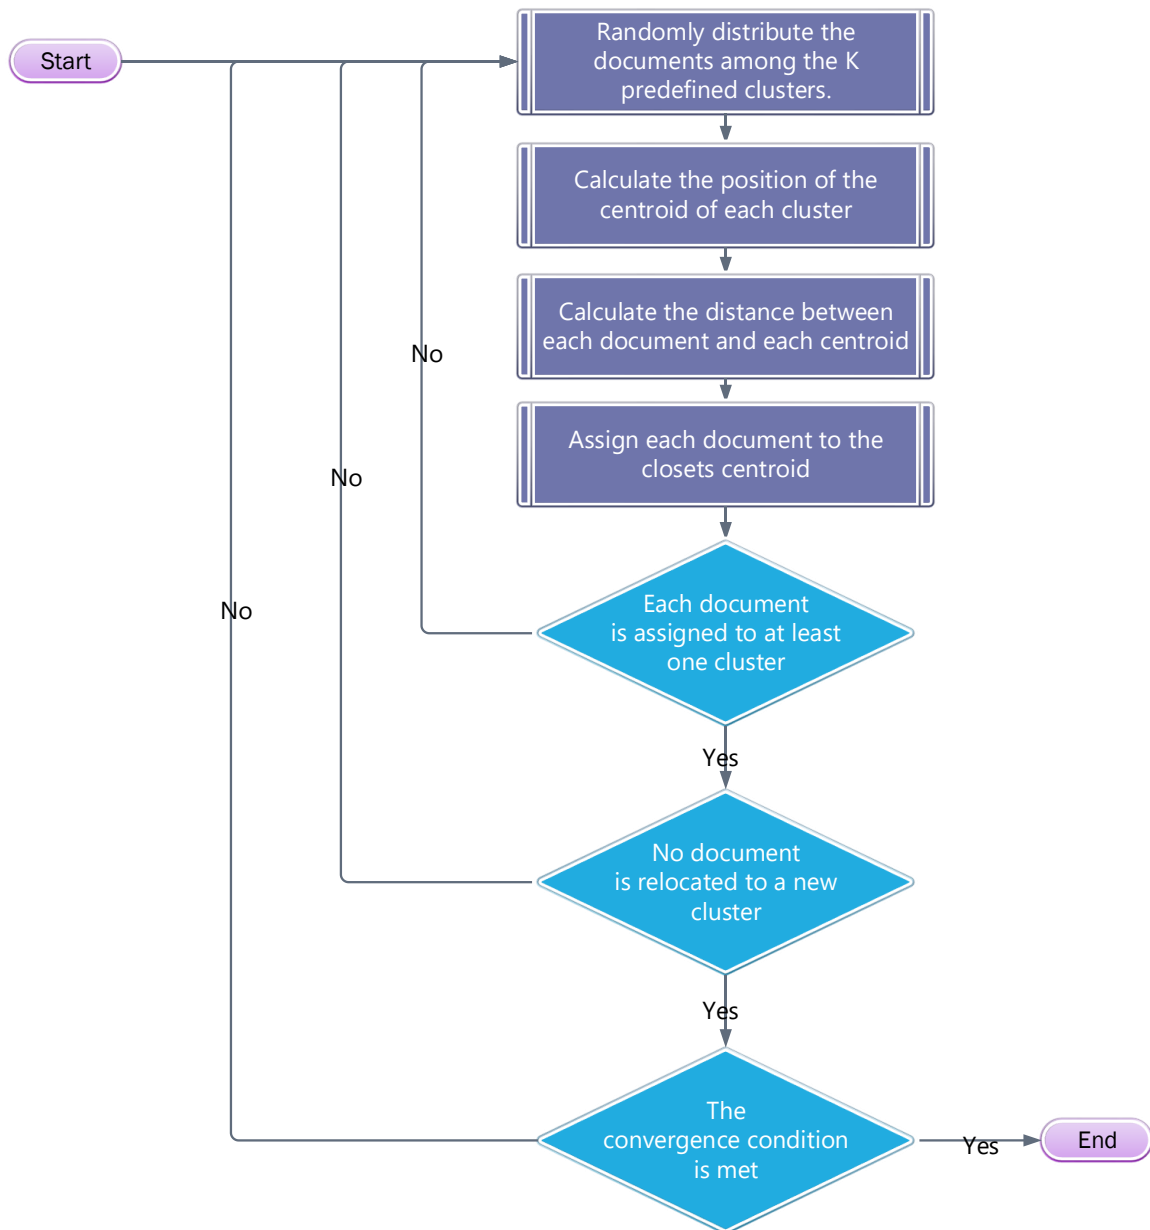 Start
Randomly distribute the
documents among the K
predefined clusters.
Calculate the position of the
centroid of each cluster
Calculate the distance between
each document and each centroid
No
Assign each document to the
closets centroid
No
Each document
is assigned to at least
one cluster
No
Yes
No document
is relocated to a new
cluster
Yes
The
convergence condition
is met
Yes
End